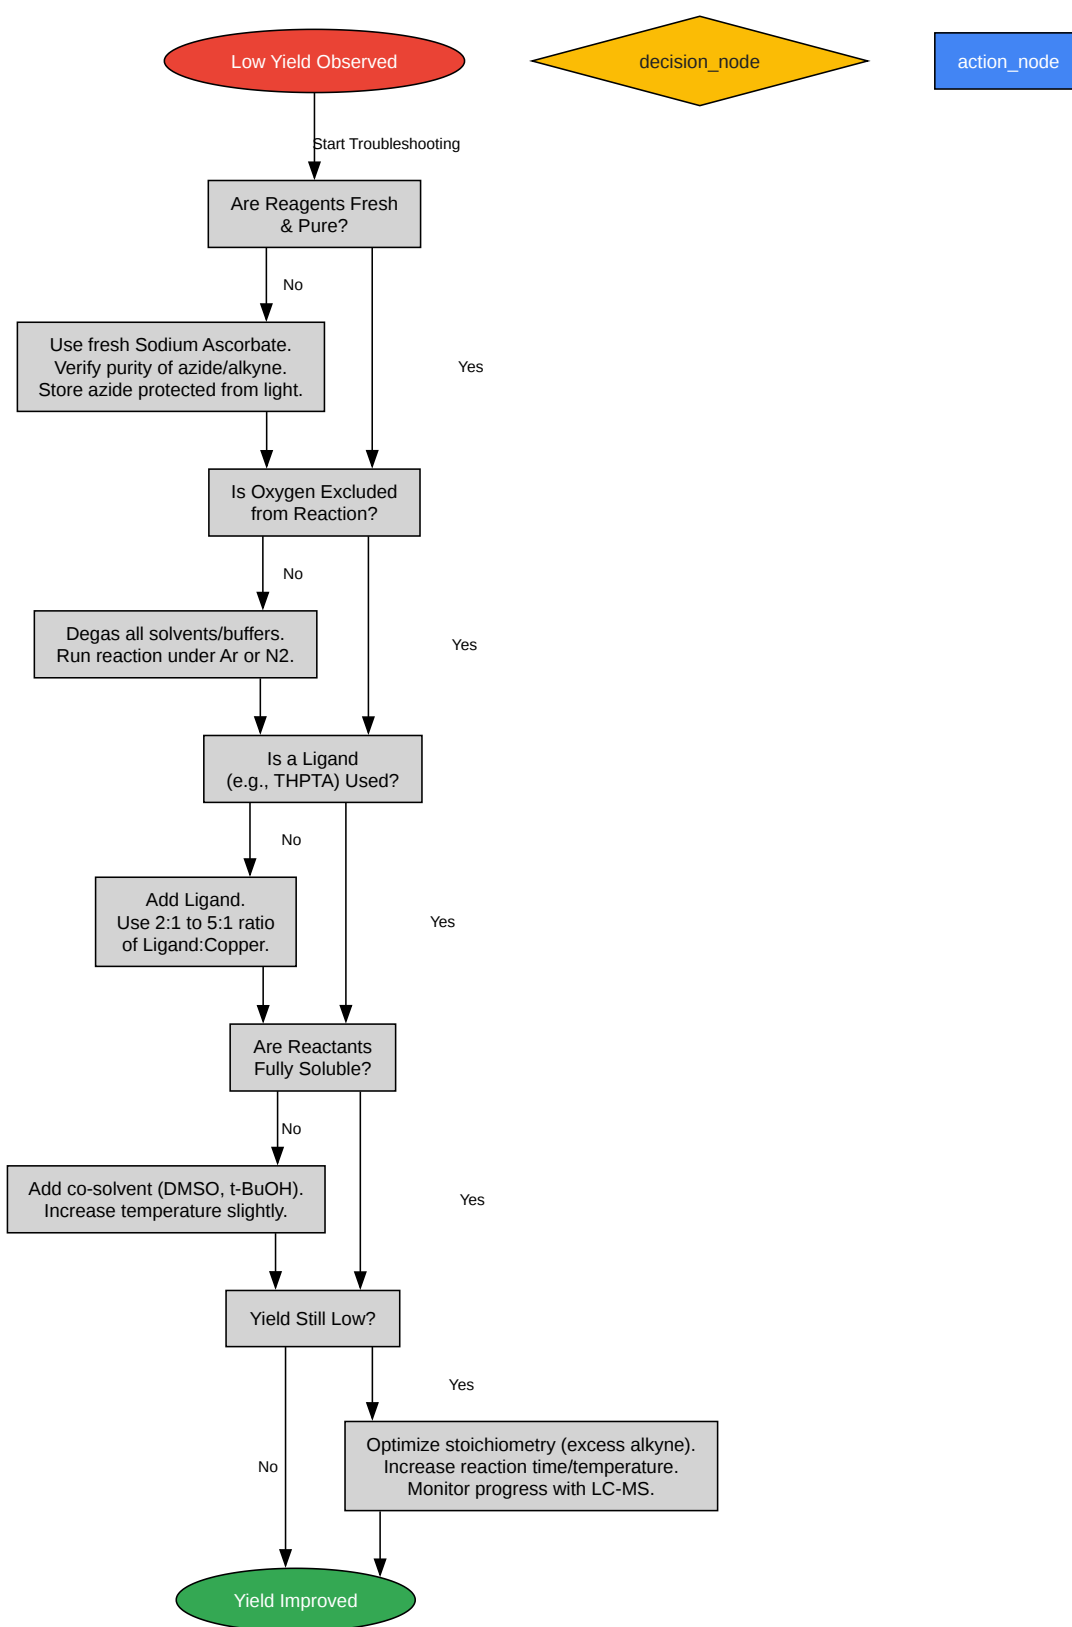 Low Yield Observed
decision_node
action_node
Start Troubleshooting
Are Reagents Fresh
& Pure?
No
Use fresh Sodium Ascorbate.
Verify purity of azide/alkyne.
Store azide protected from light.
Yes
Is Oxygen Excluded
from Reaction?
No
Degas all solvents/buffers.
Run reaction under Ar or N2.
Yes
Is a Ligand
(e.g., THPTA) Used?
No
Add Ligand.
Use 2:1 to 5:1 ratio
of Ligand:Copper.
Yes
Are Reactants
Fully Soluble?
No
Add co-solvent (DMSO, t-BuOH).
Increase temperature slightly.
Yes
Yield Still Low?
Yes
Optimize stoichiometry (excess alkyne).
Increase reaction time/temperature.
Monitor progress with LC-MS.
No
Yield Improved